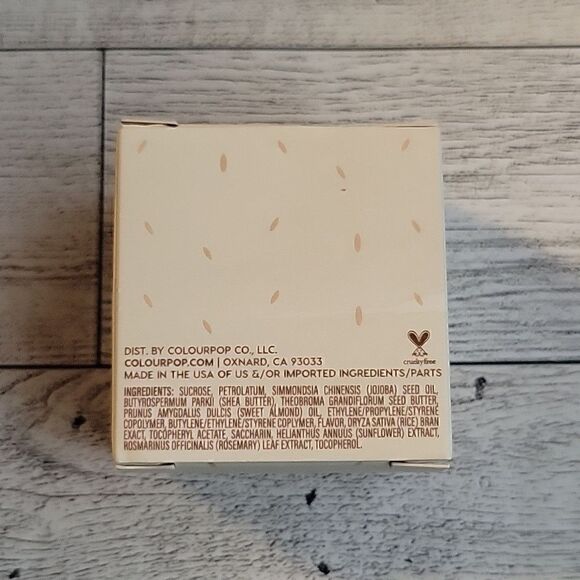 DIST. BY COLOURPOP CO., LLC.
COLOURPOP.COM | OXNARD, CA 93033
MADE IN THE USA OF US &/OR IMPORTED INGREDIENTS/PARTS
cruelty free
INGREDIENTS: SUCROSE, PETROLATUM, SIMMONDSIA CHINENSIS (JOJOBA) SEED OIL,
BUTYROSPERMUM PARKII (SHEA BUTTER), THEOBROMA GRANDIFLORUM SEED BUTTER,
PRUNUS AMYGDALUS DULCIS (SWEET ALMOND) OIL, ETHYLENE/PROPYLENE/STYRENE
COPOLYMER, BUTYLENE/ETHYLENE/STYRENE COPLYMER, FLAVOR, ORYZA SATIVA (RICE) BRAN
EXACT, TOCOPHERYL ACETATE, SACCHARIN, HELIANTHUS ANNUUS (SUNFLOWER) EXTRACT,
ROSMARINUS OFFICINALIS (ROSEMARY) LEAF EXTRACT, TOCOPHEROL.